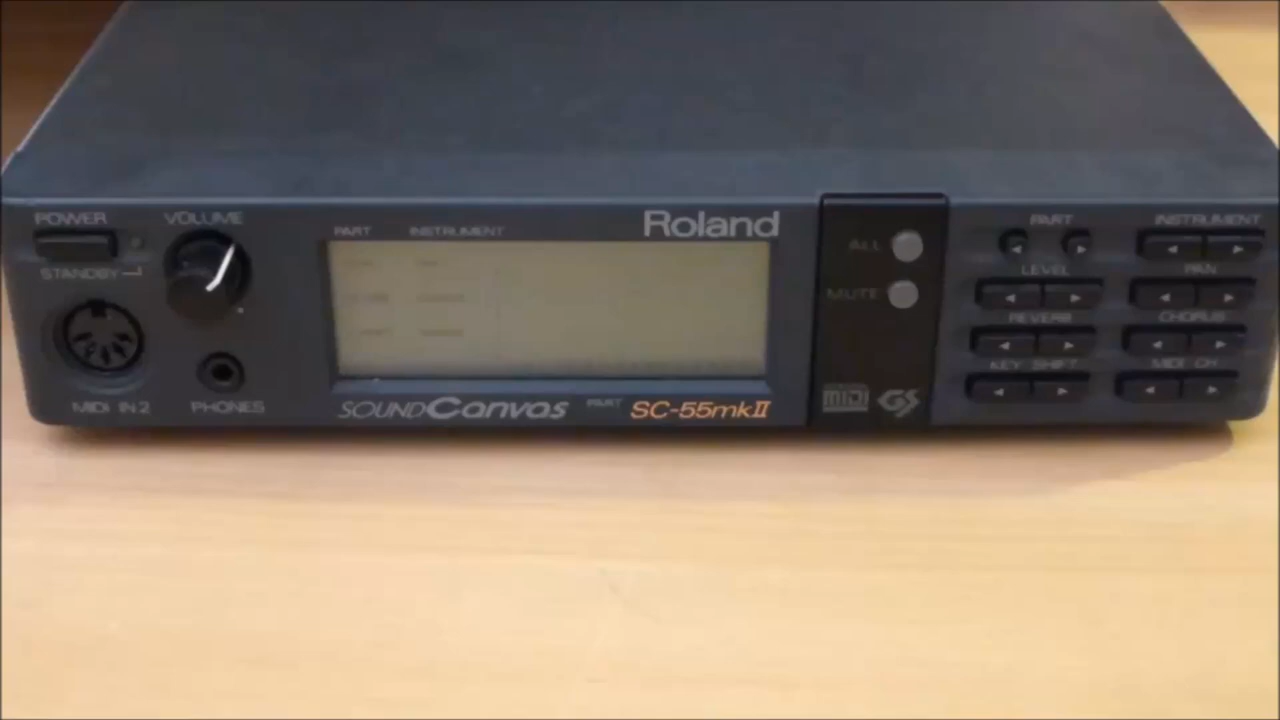 POWER
VOLUME
STANDBY
MIDI IN 2
PHONES
PART INSTRUMENT
Roland
SOUND Canvas
PART
SC-55mkII
ALL
MUTE
MIDI GS
PART INSTRUMENT
LEVEL PAN
REVERB CHORUS
KEY SHIFT MIDI CH